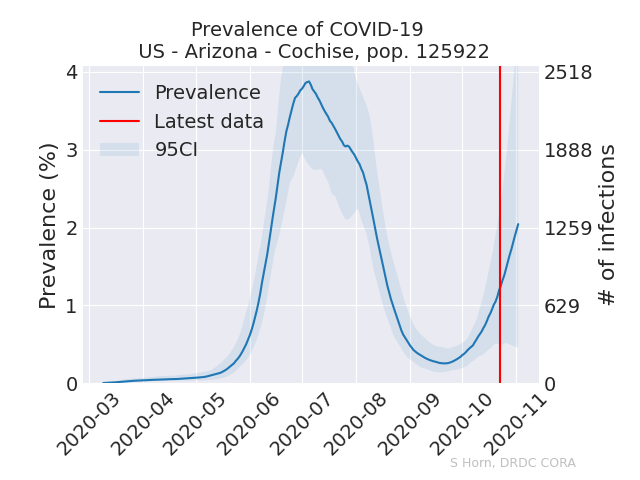 Prevalence of COVID-19
US - Arizona - Cochise, pop. 125922
Prevalence
Latest data
95CI
Prevalence (%)
4
3
2
1
0
# of infections
2518
1888
1259
629
0
2020-03
2020-04
2020-05
2020-06
2020-07
2020-08
2020-09
2020-10
2020-11
S Horn, DRDC CORA